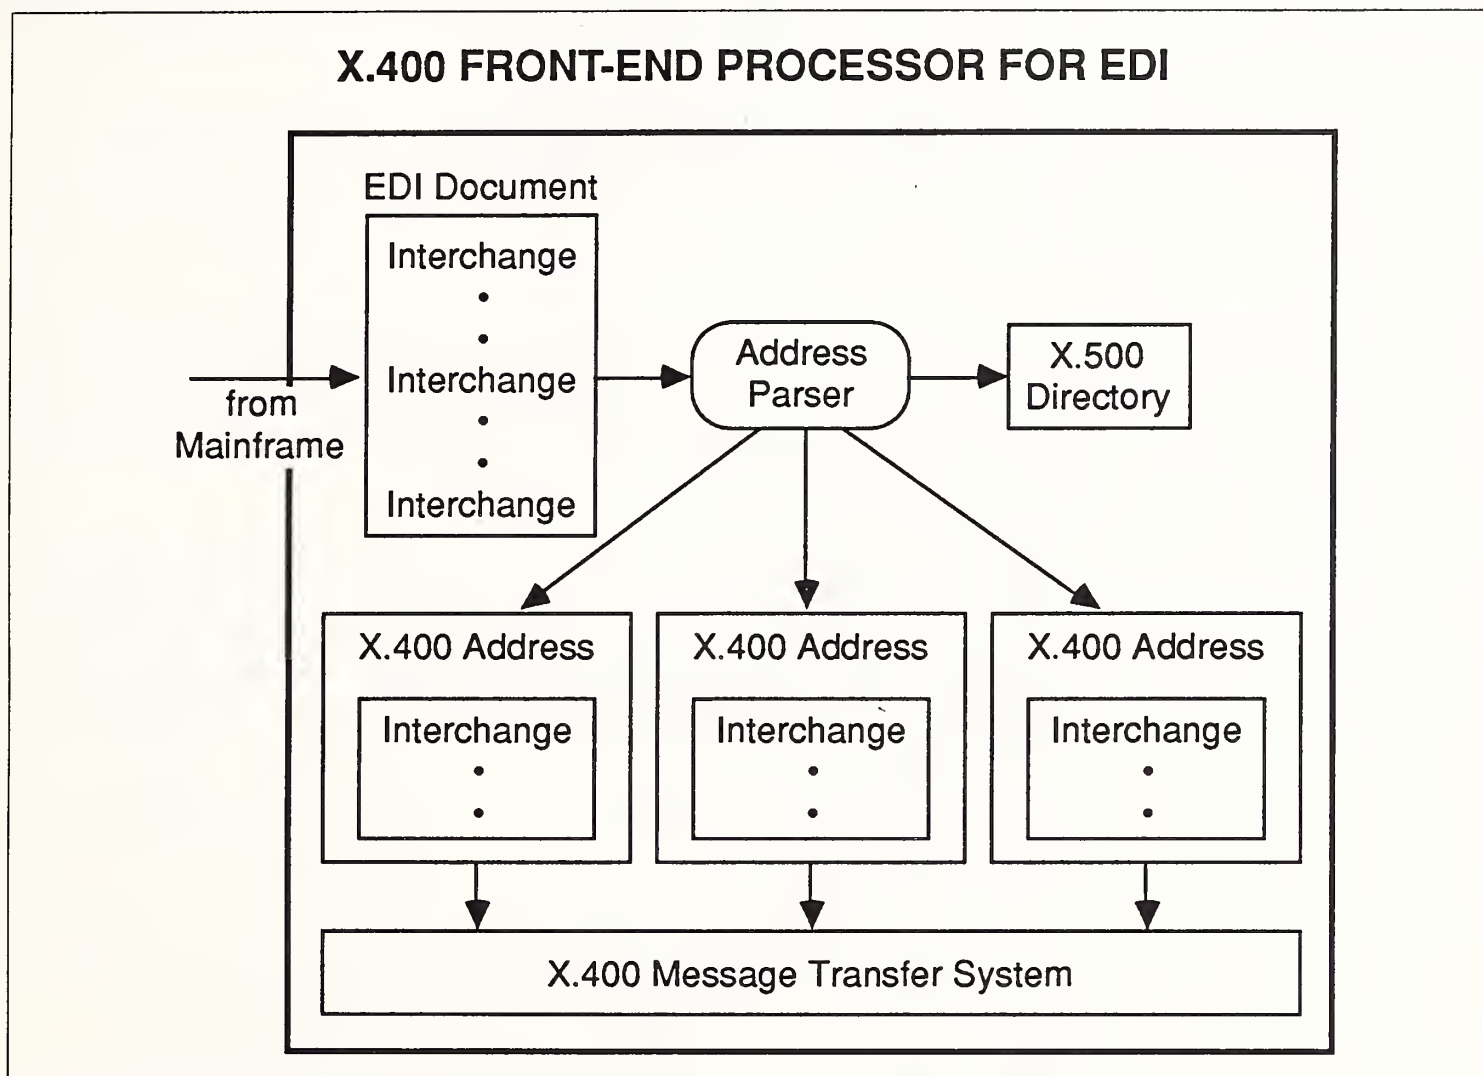 X.400 FRONT-END PROCESSOR FOR EDI
EDI Document
Interchange
Interchange
Interchange
from
Mainframe
Address
Parser
X.500
Directory
X.400 Address
Interchange
X.400 Address
Interchange
X.400 Address
Interchange
X.400 Message Transfer System